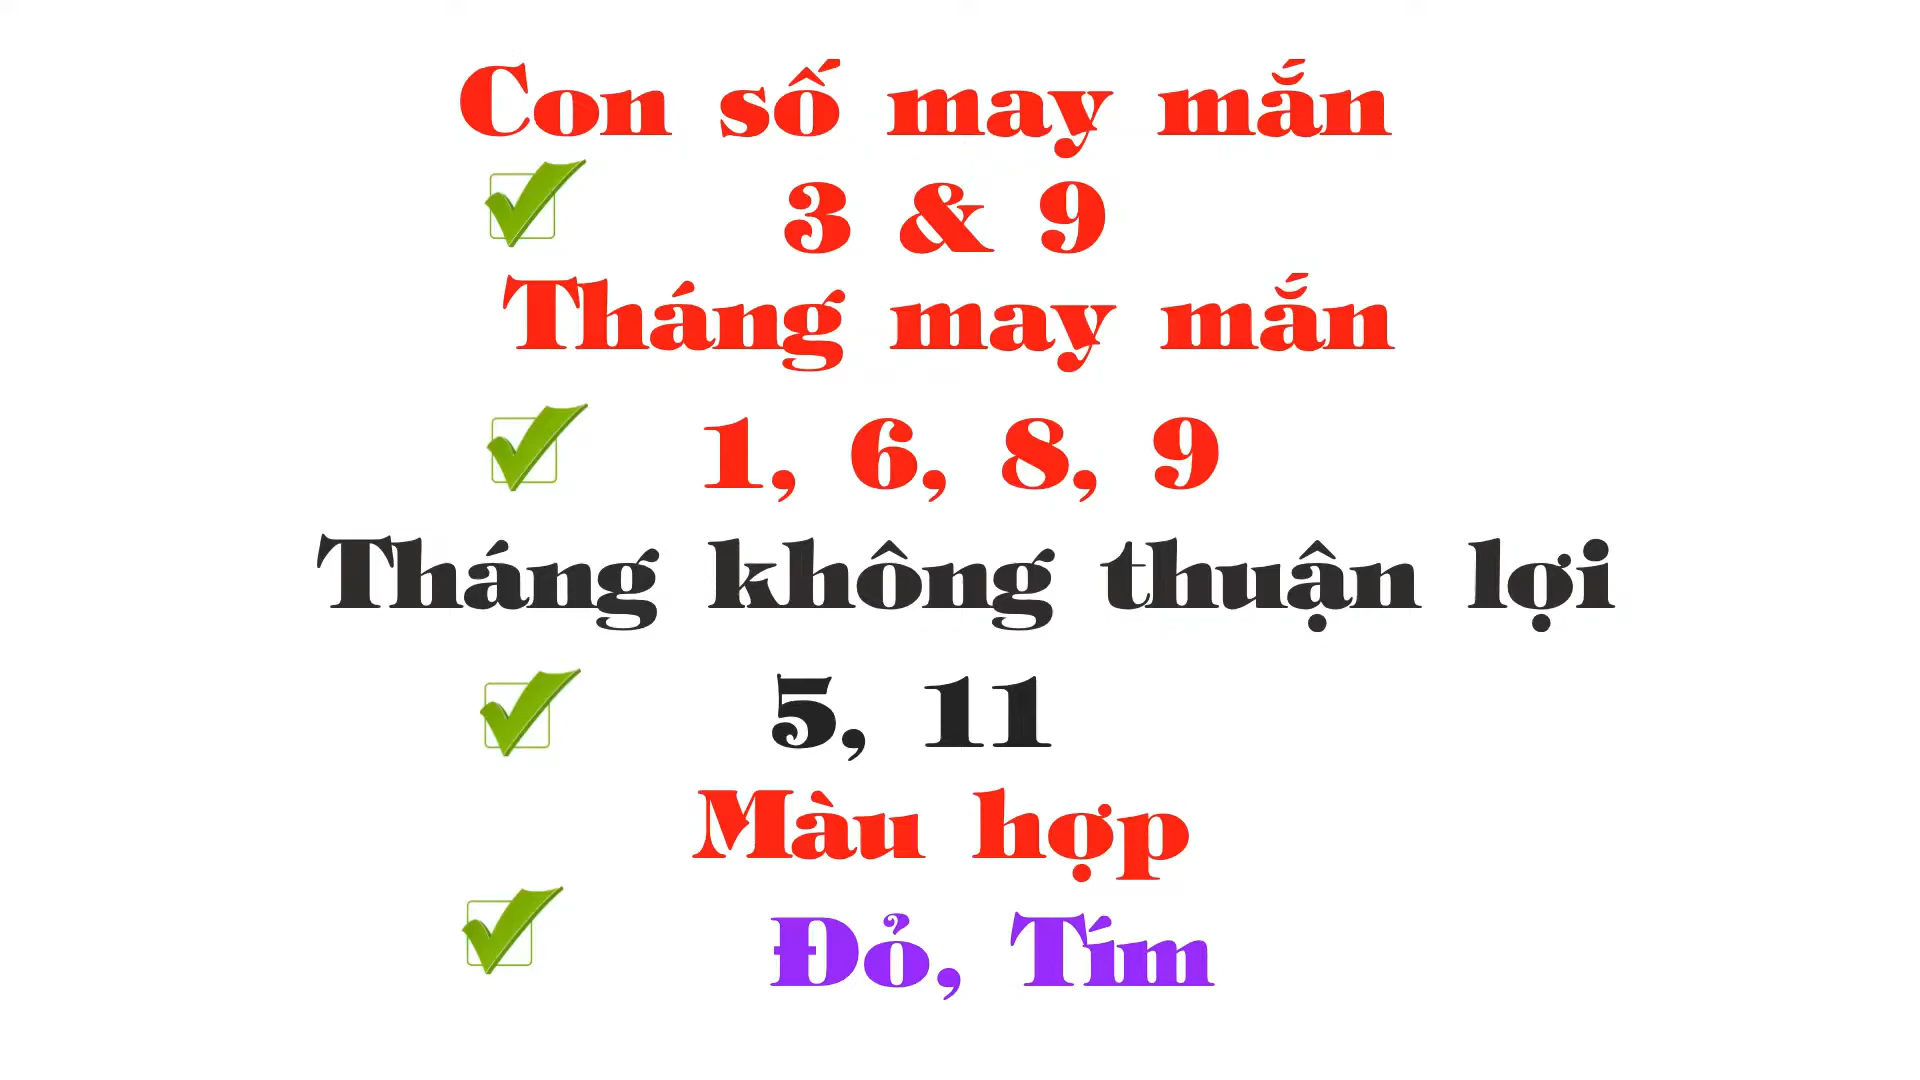 Con số may mắn
3 & 9
Tháng may mắn
1, 6, 8, 9
Tháng không thuận lợi
5, 11
Màu hợp
Đỏ, Tím